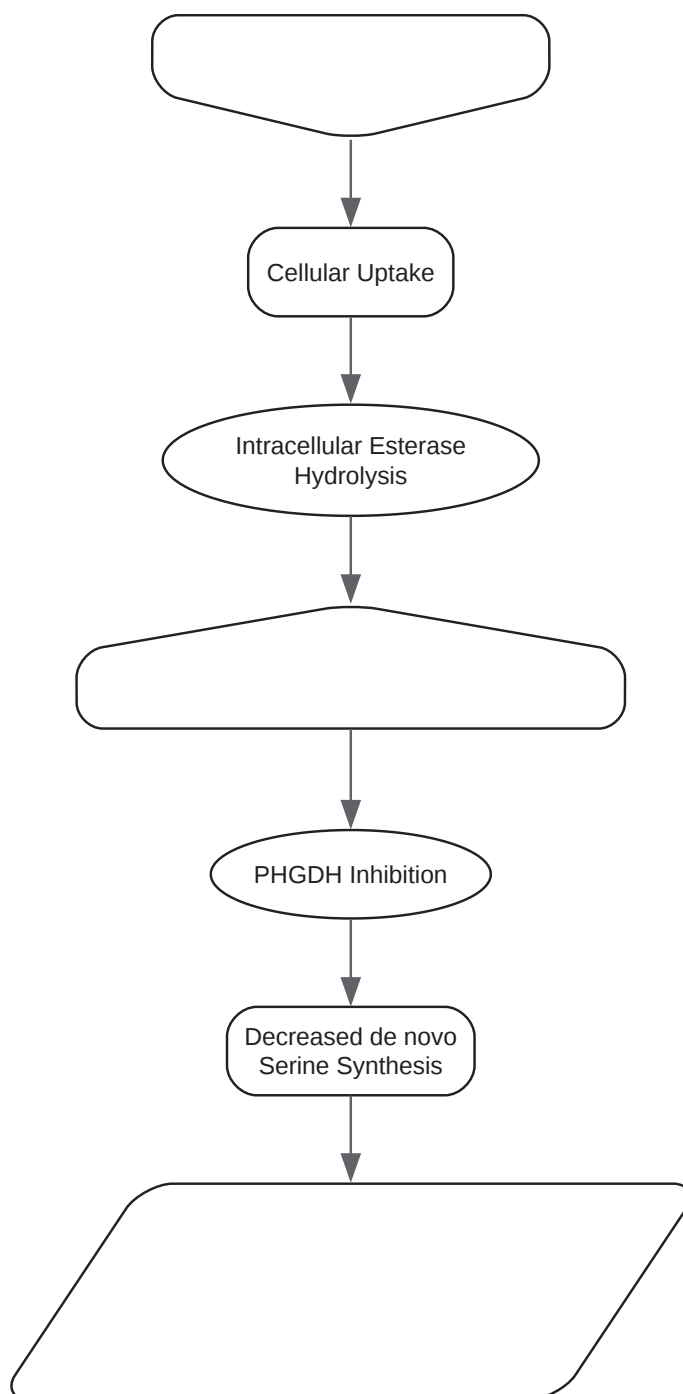 Cellular Uptake
Intracellular Esterase
Hydrolysis
PHGDH Inhibition
Decreased de novo
Serine Synthesis